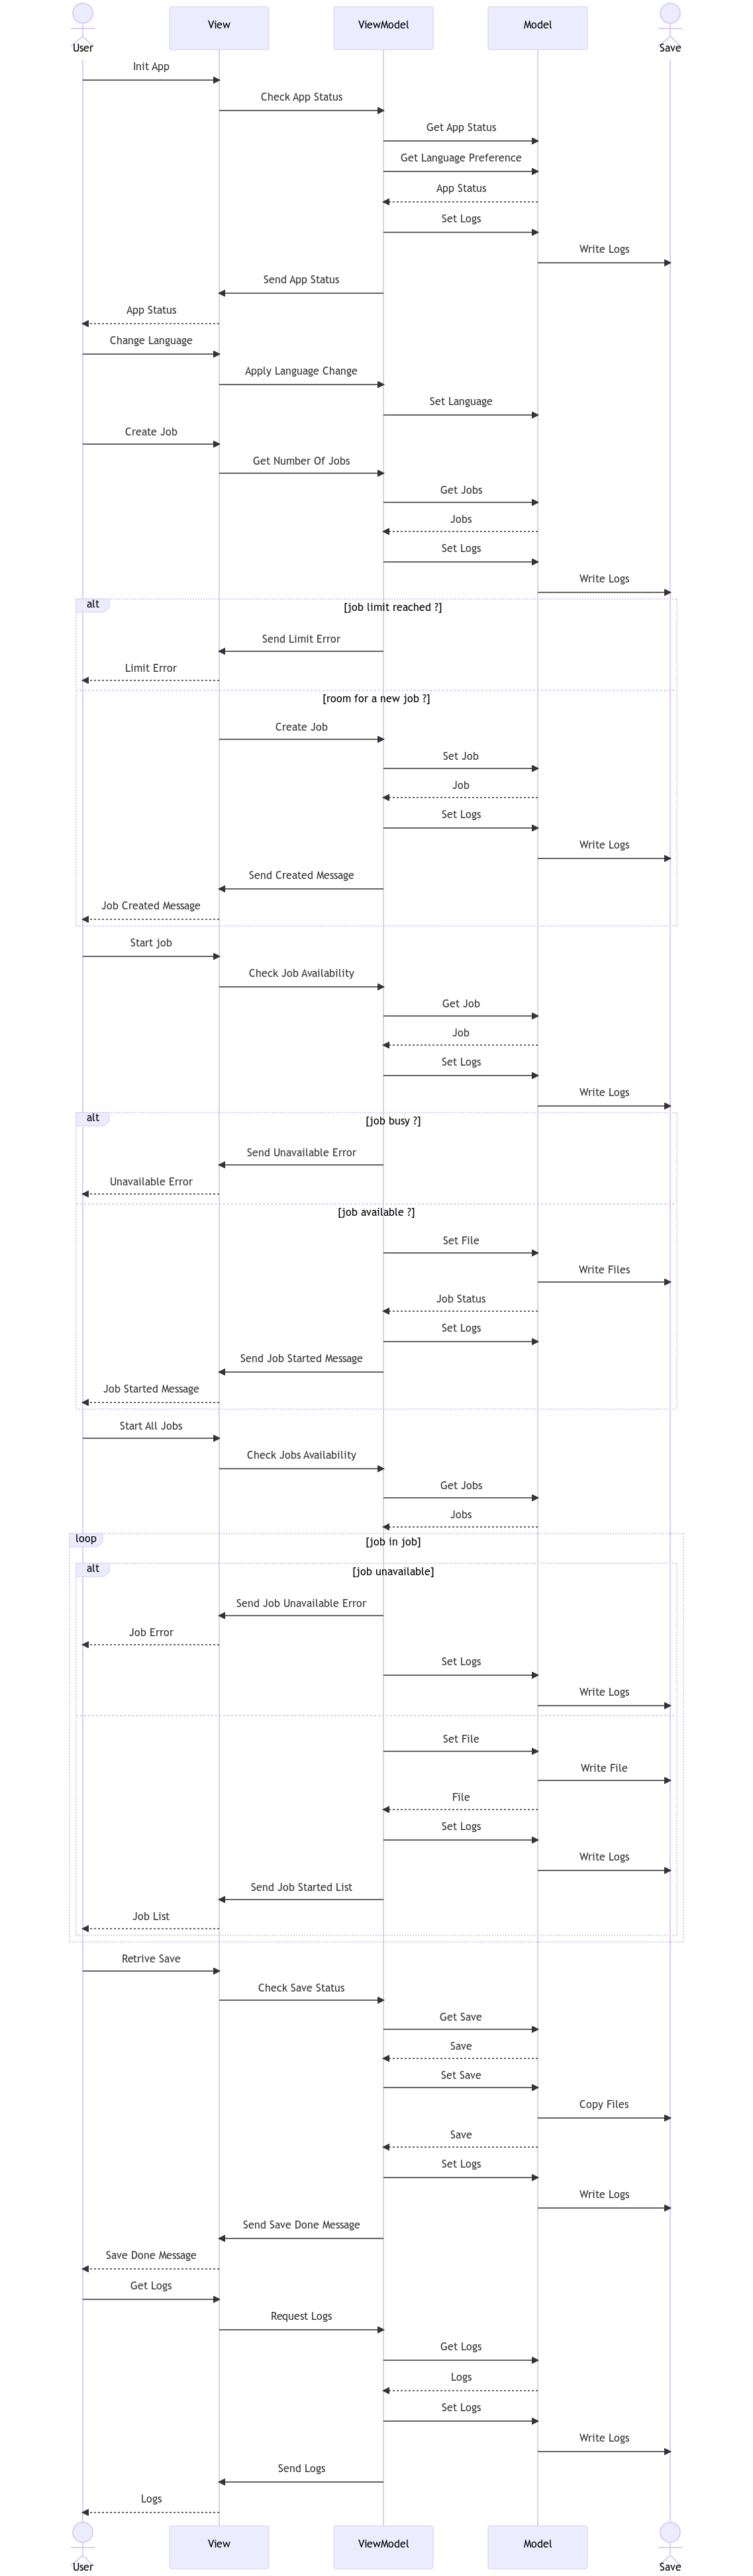 View
ViewModel
Model
User
Save
Init App
Check App Status
Get App Status
Get Language Preference
App Status
Set Logs
Write Logs
Send App Status
App Status
Change Language
Apply Language Change
Set Language
Create Job
Get Number Of Jobs
Get Jobs
Jobs
Set Logs
Write Logs
alt
[job limit reached ?]
Send Limit Error
Limit Error
[room for a new job ?]
Create Job
Set Job
Job
Set Logs
Write Logs
Send Created Message
Job Created Message
Start job
Check Job Availability
Get Job
Job
Set Logs
Write Logs
alt
[job busy ?]
Send Unavailable Error
Unavailable Error
[job available ?]
Set File
Write Files
Job Status
Set Logs
Send Job Started Message
Job Started Message
Start All Jobs
Check Jobs Availability
Get Jobs
Jobs
loop
[job in job]
alt
[job unavailable]
Send Job Unavailable Error
Job Error
Set Logs
Write Logs
Set File
Write File
File
Set Logs
Write Logs
Send Job Started List
Job List
Retrive Save
Check Save Status
Get Save
Save
Set Save
Copy Files
Save
Set Logs
Write Logs
Send Save Done Message
Save Done Message
Get Logs
Request Logs
Get Logs
Logs
Set Logs
Write Logs
Send Logs
Logs
View
ViewModel
Model
User
Save